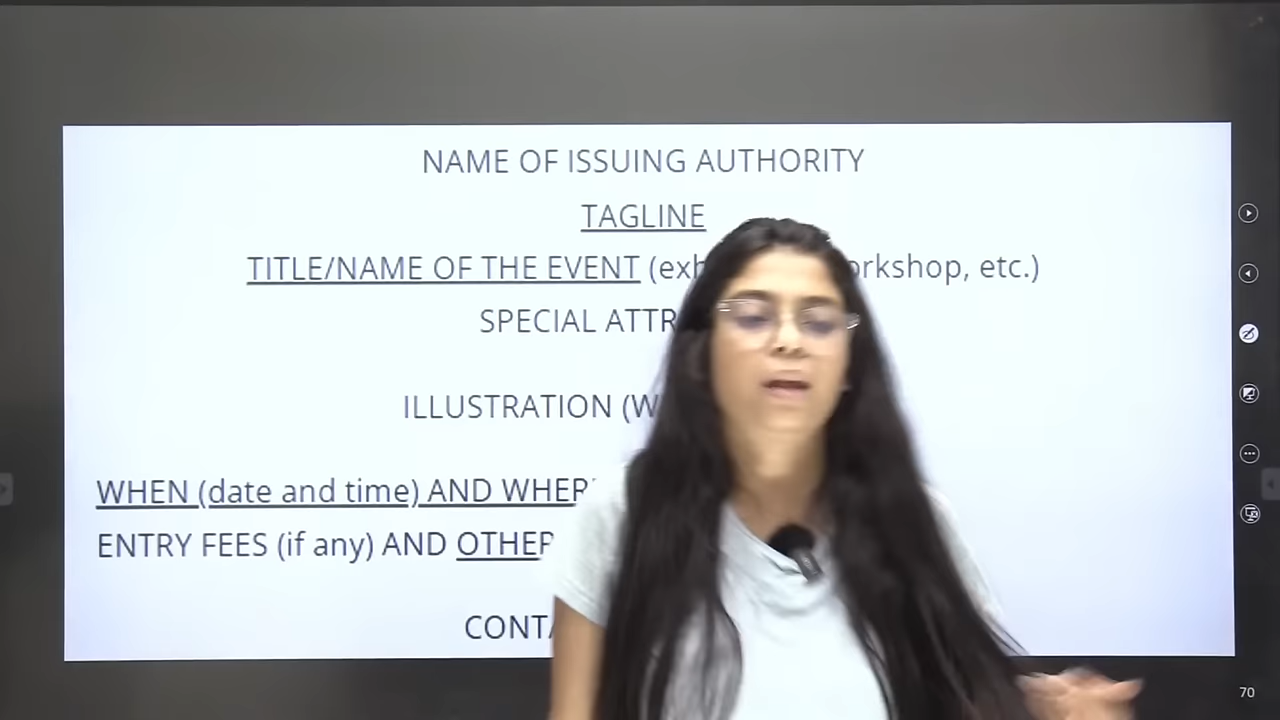 NAME OF ISSUING AUTHORITY
TAGLINE
TITLE/NAME OF THE EVENT (exh orkshop, etc.)
SPECIAL ATTR
ILLUSTRATION (W
WHEN (date and time) AND WHER
ENTRY FEES (if any) AND OTHER
CONTA
70